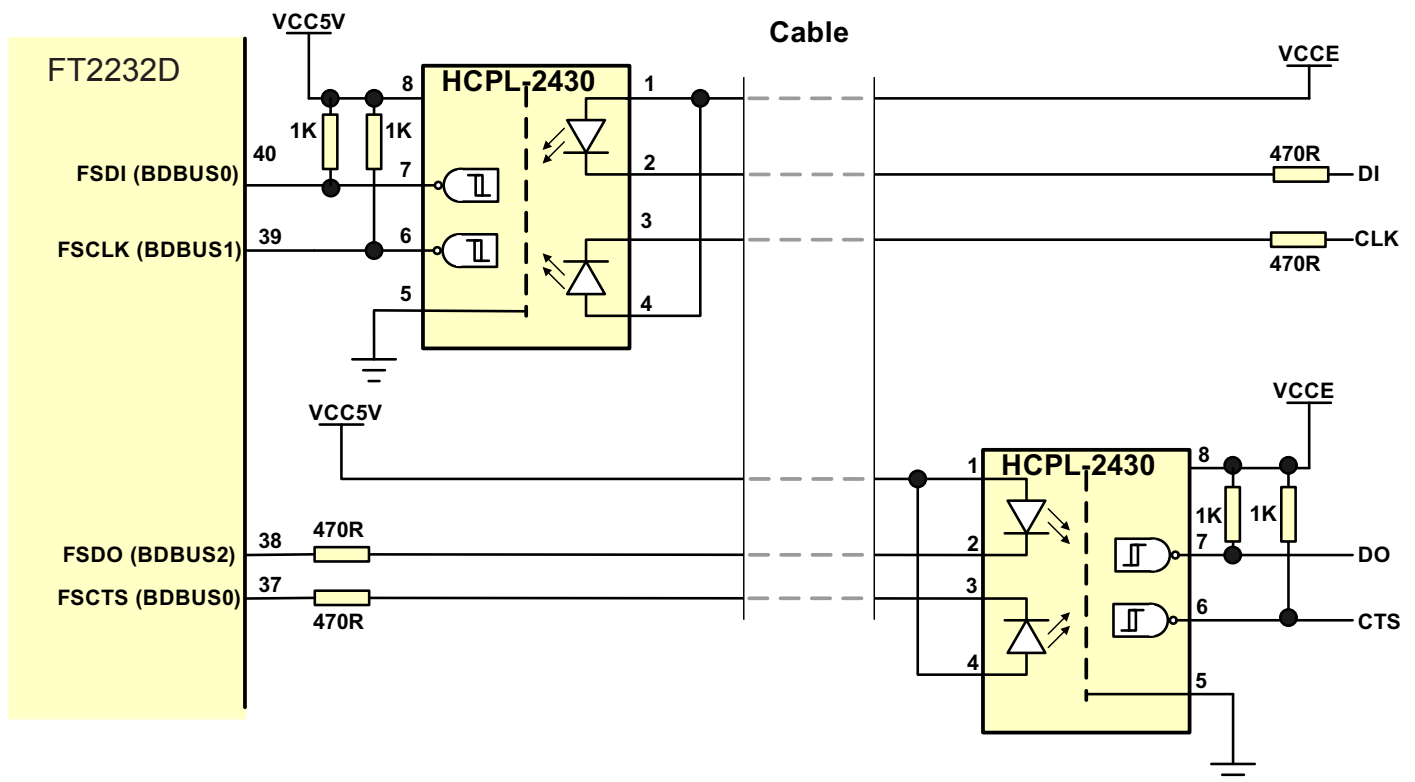 VCC5V
Cable
FT2232D
HCPL-2430
VCCE
8
1
1K
1K
40
470R
FSDI (BDBUS0)
7
2
DI
3
FSCLK (BDBUS1)
39
6
CLK
470R
5
4
VCC5V
VCCE
1
HCPL-2430
8
1K
1K
470R
FSDO (BDBUS2)
38
2
7
DO
FSCTS (BDBUS0)
37
3
6
CTS
470R
4
5